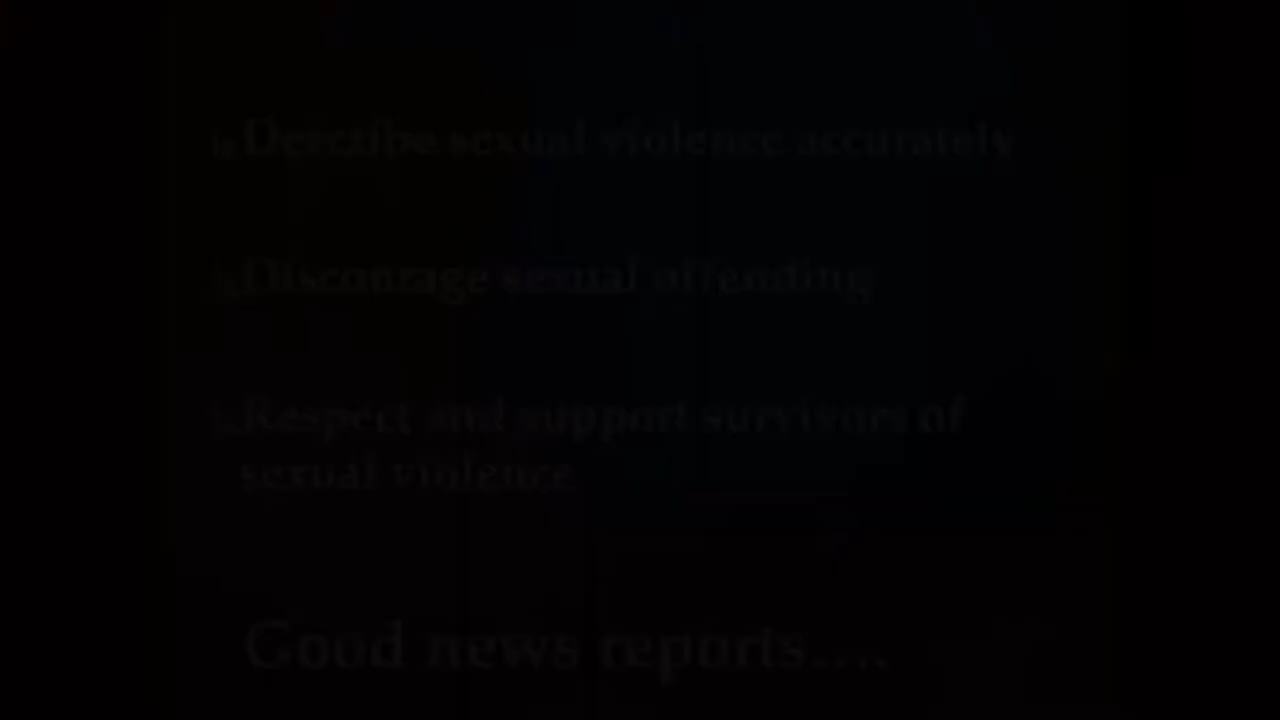 Describe sexual violence accurately
Discourage sexual offending
Respect and support survivors of
sexual violence
Good news reports....